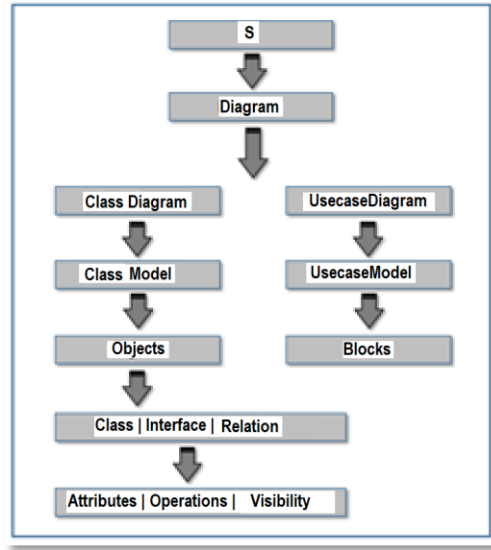 S
Diagram
Class Diagram
UsecaseDiagram
Class Model
UsecaseModel
Objects
Blocks
Class | Interface | Relation
Attributes | Operations | Visibility